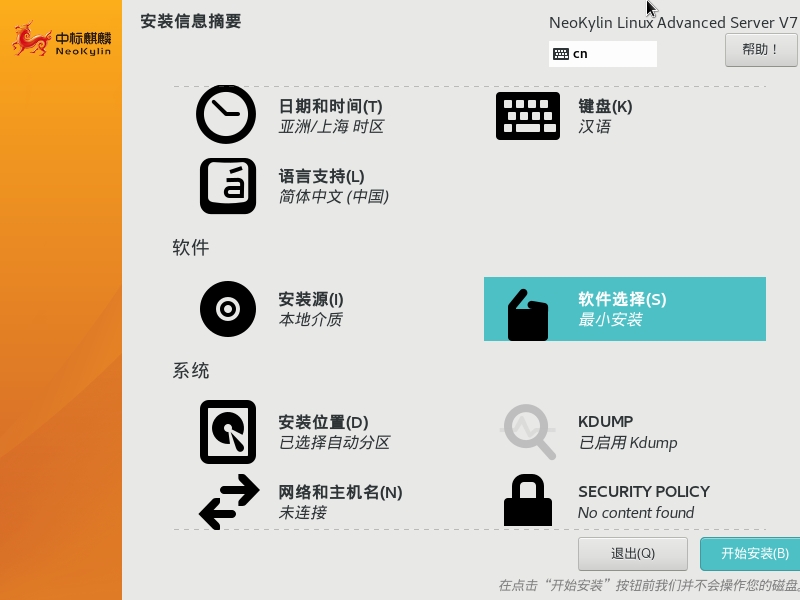 中标麒麟
NeoKylin
安装信息摘要
NeoKylin Linux Advanced Server V7
cn
帮助！
日期和时间(T)
亚洲/上海 时区
键盘(K)
汉语
á
语言支持(L)
简体中文 (中国)
软件
安装源(I)
本地介质
软件选择(S)
最小安装
系统
安装位置(D)
已选择自动分区
KDUMP
已启用 Kdump
网络和主机名(N)
未连接
SECURITY POLICY
No content found
退出(Q)
开始安装(B)
在点击“开始安装”按钮前我们并不会操作您的磁盘。